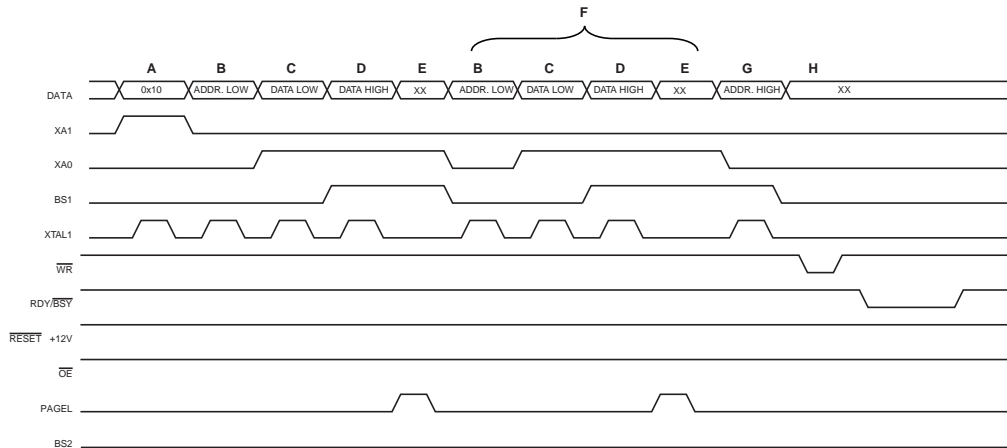 F
A B C D E B C D E G H
DATA 0x10 ADDR. LOW DATA LOW DATA HIGH XX ADDR. LOW DATA LOW DATA HIGH XX ADDR. HIGH XX
XA1
XA0
BS1
XTAL1
WR
RDY/BSY
RESET +12V
OE
PAGEL
BS2